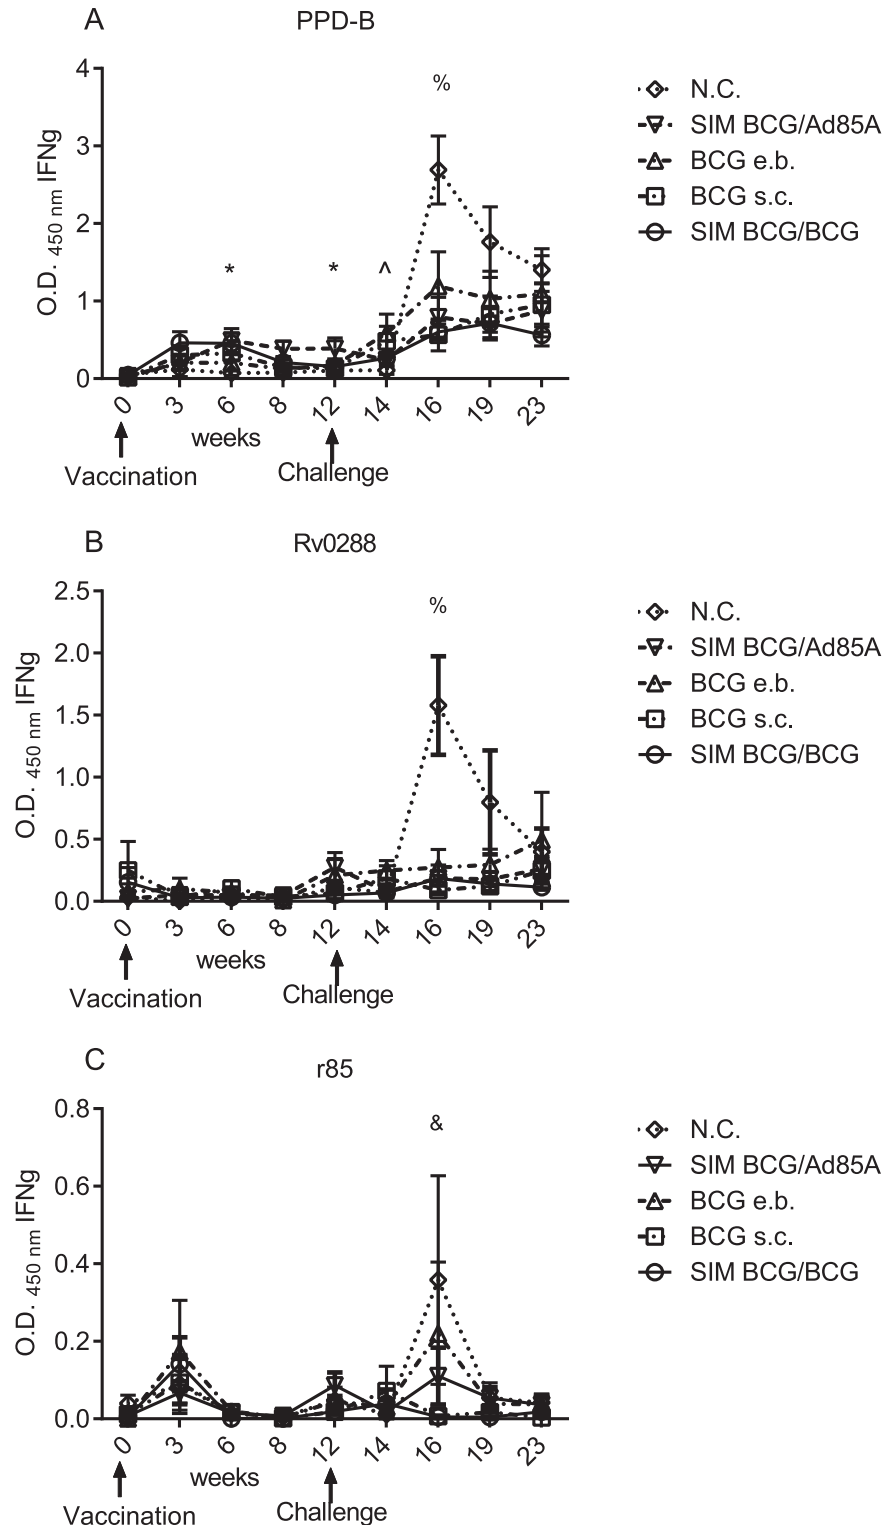 A
PPD-B
4
3
2
1
0
O.D. 450 nm IFNg
*
*
^
%
0
3
6
8
12
14
16
19
23
weeks
Vaccination
Challenge
N.C.
SIM BCG/Ad85A
BCG e.b.
BCG s.c.
SIM BCG/BCG
B
Rv0288
2.5
2.0
1.5
1.0
0.5
0.0
O.D. 450 nm IFNg
%
0
3
6
8
12
14
16
19
23
weeks
Vaccination
Challenge
N.C.
SIM BCG/Ad85A
BCG e.b.
BCG s.c.
SIM BCG/BCG
C
r85
0.8
0.6
0.4
0.2
0.0
O.D. 450 nm IFNg
&
0
3
6
8
12
14
16
19
23
weeks
Vaccination
Challenge
N.C.
SIM BCG/Ad85A
BCG e.b.
BCG s.c.
SIM BCG/BCG